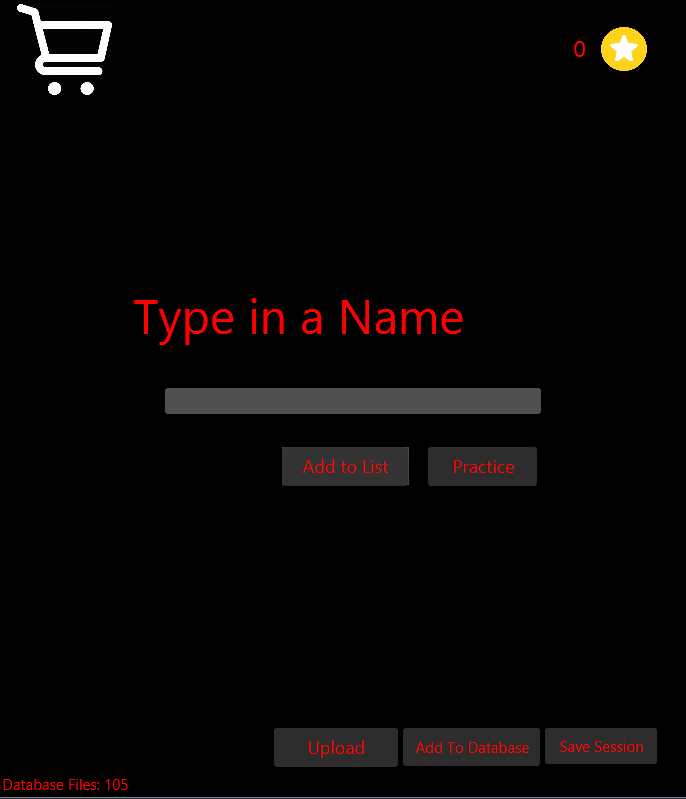 0
Type in a Name
Add to List
Practice
Upload
Add To Database
Save Session
Database Files: 105